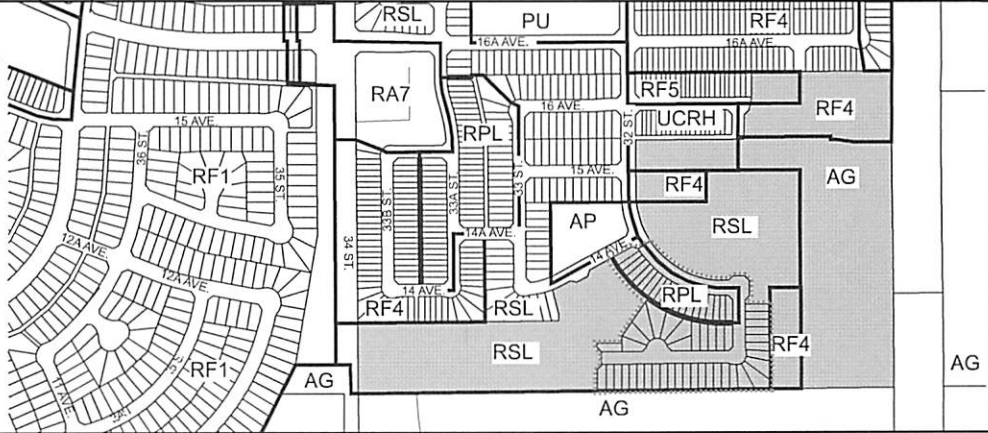 RSL
PU
RF4
16A AVE.
16A AVE.
RA7
RF5
RF4
16 AVE.
RPL
UCRH
15 AVE.
32 ST.
36 ST.
RF1
35 ST.
33B ST.
33A ST.
33 ST.
15 AVE.
RF4
AG
AP
RSL
34 ST.
14A AVE.
14 AVE.
12A AVE.
12A AVE.
14 AVE.
RPL
RF4
RSL
RSL
RF4
RF1
AG
AG
AG
11 AVE.